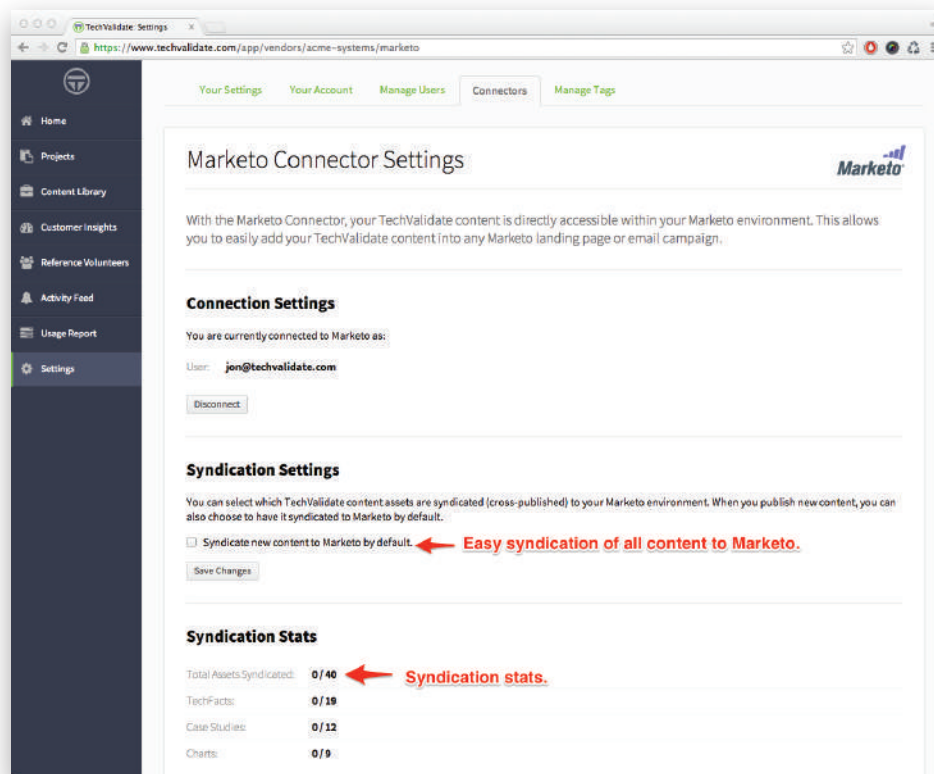 TechValidate: Settings
https://www.techvalidate.com/app/vendors/acme-systems/marketo
Your Settings
Your Account
Manage Users
Connectors
Manage Tags
Home
Projects
Content Library
Customer Insights
Reference Volunteers
Activity Feed
Usage Report
Settings
Marketo Connector Settings
Marketo
With the Marketo Connector, your TechValidate content is directly accessible within your Marketo environment. This allows
you to easily add your TechValidate content into any Marketo landing page or email campaign.
Connection Settings
You are currently connected to Marketo as:
User: jon@techvalidate.com
Disconnect
Syndication Settings
You can select which TechValidate content assets are syndicated (cross-published) to your Marketo environment. When you publish new content, you can
also choose to have it syndicated to Marketo by default.
Syndicate new content to Marketo by default.
Easy syndication of all content to Marketo.
Save Changes
Syndication Stats
Total Assets Syndicated: 0/40
Syndication stats.
TechFacts: 0/19
Case Studies: 0/12
Charts: 0/9